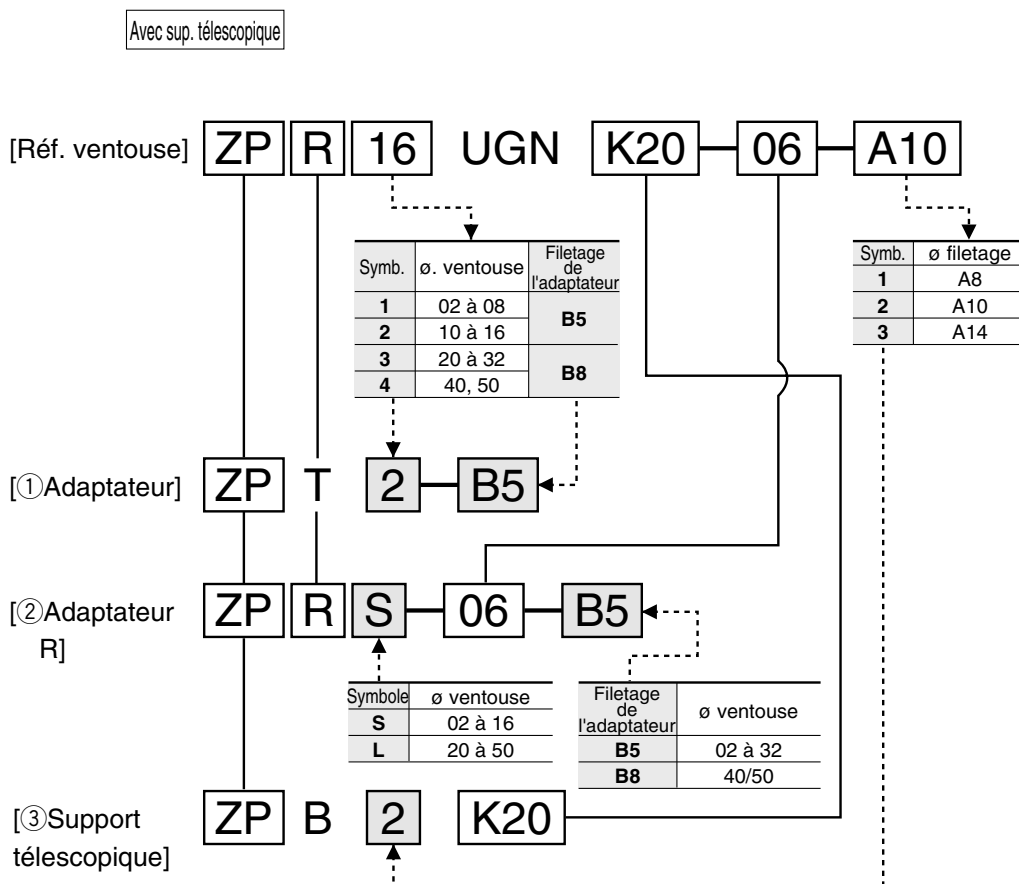 Avec sup. télescopique
[Réf. ventouse] ZP R 16 UGN K20 06 A10
Symb. ø. ventouse Filetage de l'adaptateur
1 02 à 08 B5
2 10 à 16
3 20 à 32 B8
4 40, 50
Symb. ø filetage
1 A8
2 A10
3 A14
[①Adaptateur] ZP T 2 B5
[②Adaptateur R] ZP R S 06 B5
Symbole ø ventouse
S 02 à 16
L 20 à 50
Filetage de l'adaptateur ø ventouse
B5 02 à 32
B8 40/50
[③Support télescopique] ZP B 2 K20